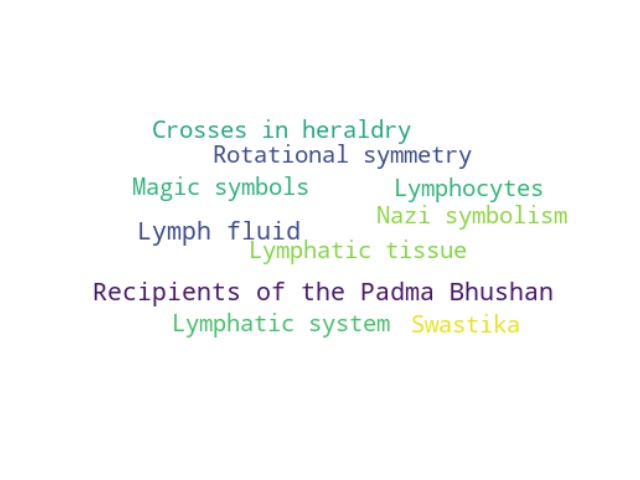 Crosses in heraldry
Rotational symmetry
Magic symbols
Lymphocytes
Nazi symbolism
Lymph fluid
Lymphatic tissue
Recipients of the Padma Bhushan
Lymphatic system
Swastika